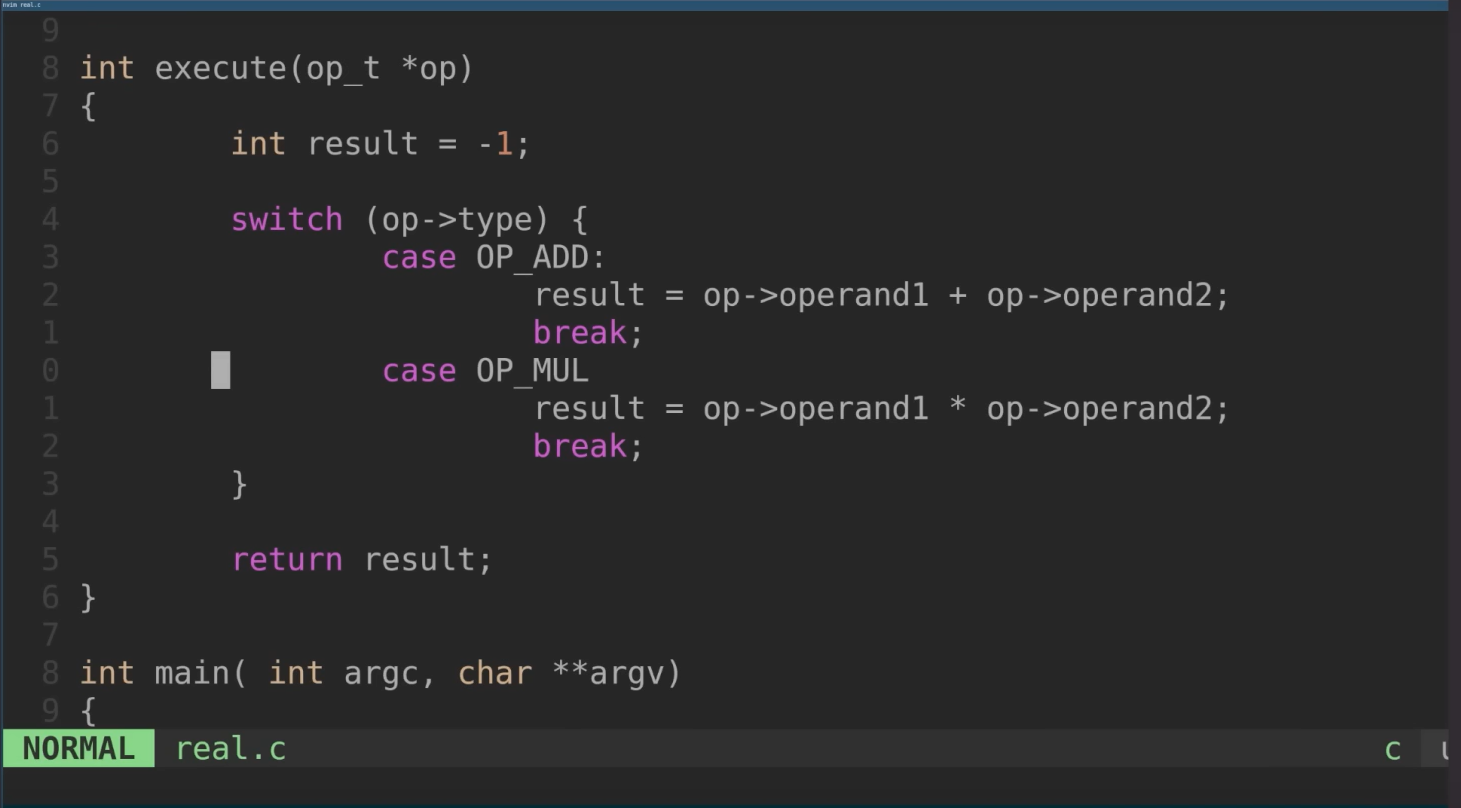 nvim real.c
9
8 int execute(op_t *op)
7 {
6         int result = -1;
5
4         switch (op->type) {
3                 case OP_ADD:
2                         result = op->operand1 + op->operand2;
1                         break;
0                 case OP_MUL
1                         result = op->operand1 * op->operand2;
2                         break;
3         }
4
5         return result;
6 }
7
8 int main( int argc, char **argv)
9 {
NORMAL real.c c